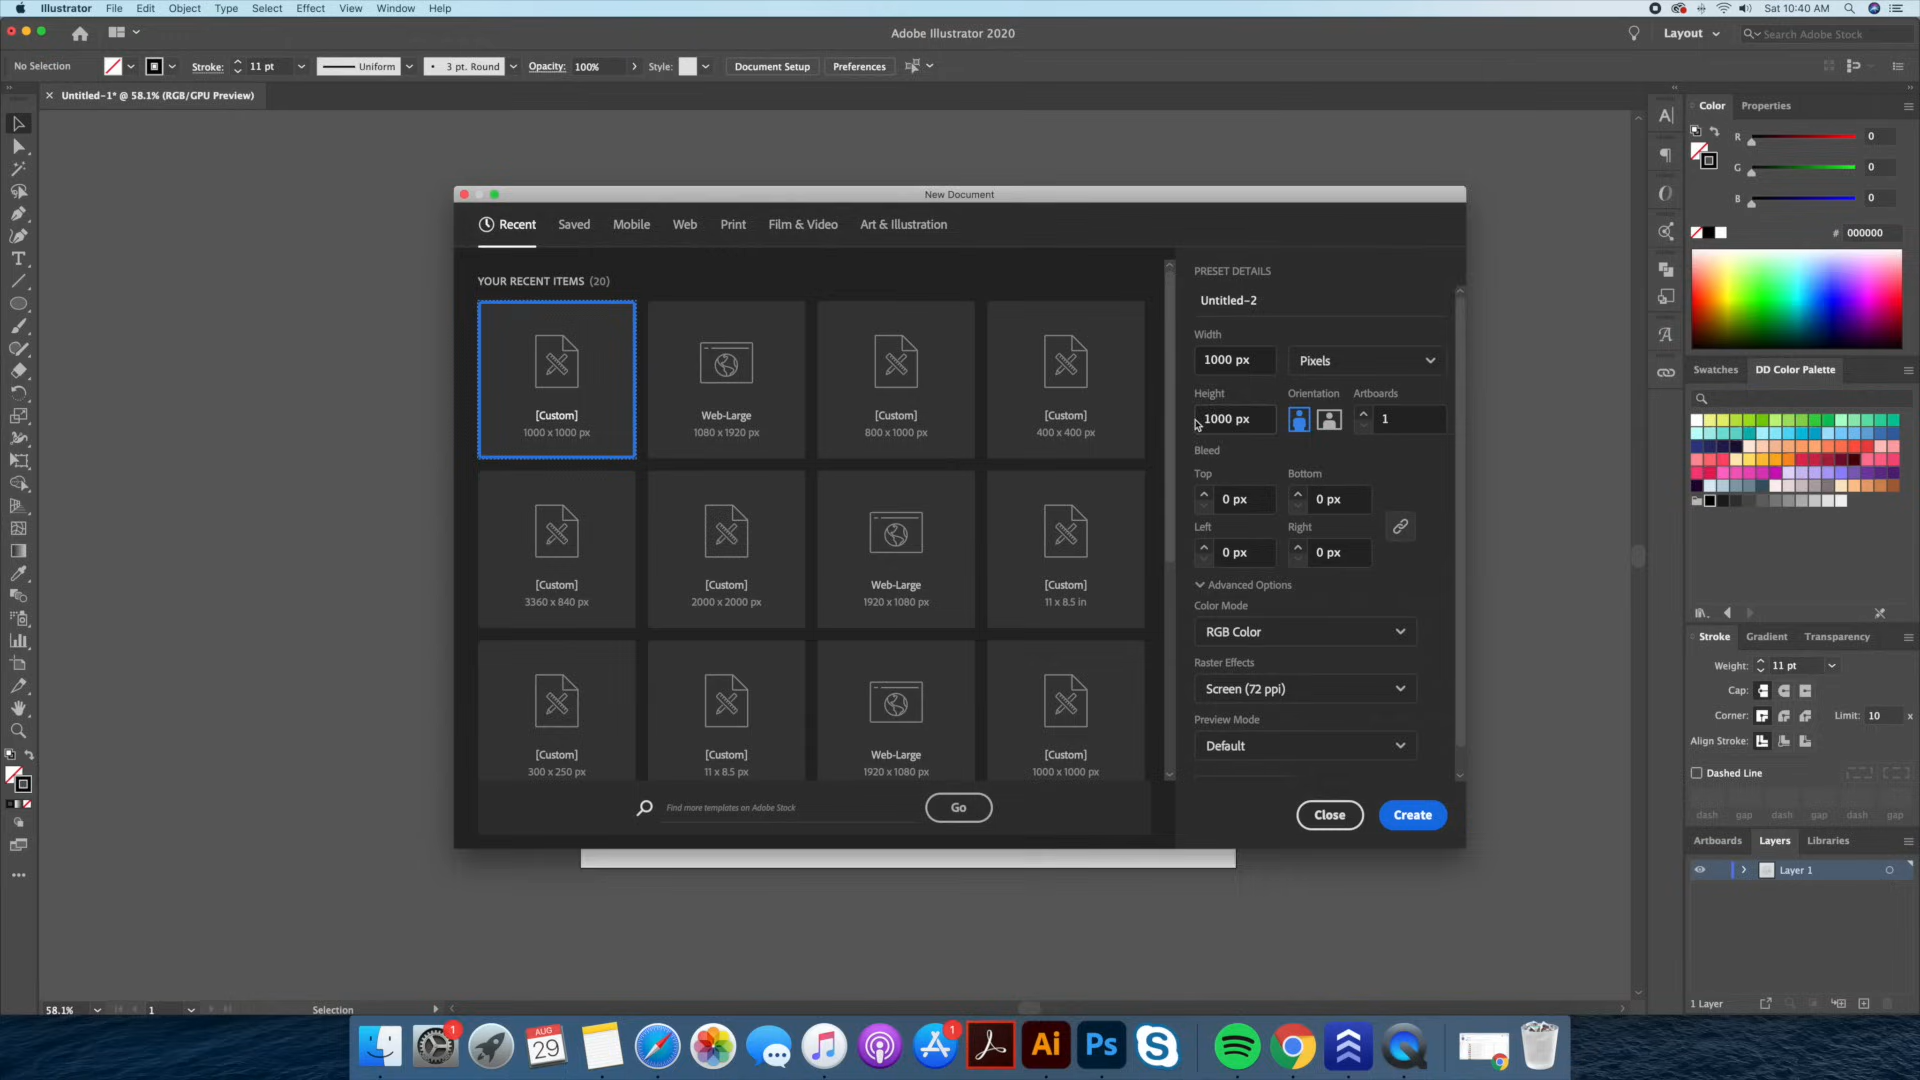 Illustrator File Edit Object Type Select Effect View Window Help
Sat 10:40 AM
Adobe Illustrator 2020
Layout
Search Adobe Stock
No Selection
Stroke: 11 pt
Uniform
3 pt. Round
Opacity: 100%
Style:
Document Setup
Preferences
Untitled-1* @ 58.1% (RGB/GPU Preview)
New Document
Recent Saved Mobile Web Print Film & Video Art & Illustration
YOUR RECENT ITEMS (20)
[Custom]
1000 x 1000 px
Web-Large
1080 x 1920 px
[Custom]
800 x 1000 px
[Custom]
400 x 400 px
[Custom]
3360 x 840 px
[Custom]
2000 x 2000 px
Web-Large
1920 x 1080 px
[Custom]
11 x 8.5 in
[Custom]
300 x 250 px
[Custom]
11 x 8.5 px
Web-Large
1920 x 1080 px
[Custom]
1000 x 1000 px
Find more templates on Adobe Stock
Go
PRESET DETAILS
Untitled-2
Width
1000 px
Pixels
Height
Orientation
Artboards
1000 px
1
Bleed
Top
Bottom
0 px
0 px
Left
Right
0 px
0 px
Advanced Options
Color Mode
RGB Color
Raster Effects
Screen (72 ppi)
Preview Mode
Default
Close
Create
Color Properties
R 0
G 0
B 0
# 000000
Swatches DD Color Palette
Stroke Gradient Transparency
Weight: 11 pt
Cap:
Corner:
Limit: 10 x
Align Stroke:
Dashed Line
dash gap dash gap dash gap
Artboards Layers Libraries
Layer 1
1 Layer
58.1%
1
Selection
1
AUG
29
1
Ai
Ps